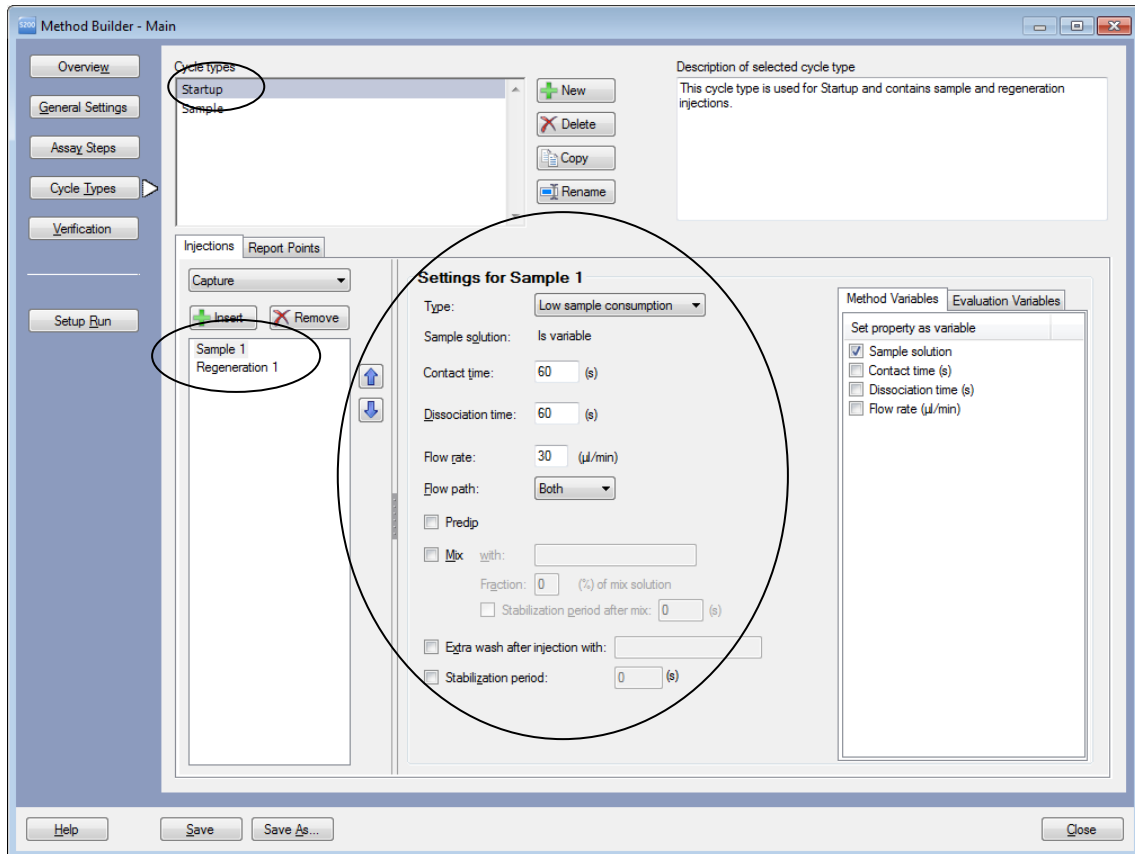 S200 Method Builder - Main
Overview
General Settings
Assay Steps
Cycle Types
Verification
Setup Run
Cycle types
Startup
Sample
New
Delete
Copy
Rename
Description of selected cycle type
This cycle type is used for Startup and contains sample and regeneration
injections.
Injections Report Points
Capture
Insert Remove
Sample 1
Regeneration 1
Settings for Sample 1
Type: Low sample consumption
Sample solution: Is variable
Contact time: 60 (s)
Dissociation time: 60 (s)
Flow rate: 30 (µl/min)
Flow path: Both
Predip
Mix with:
Fraction: 0 (%) of mix solution
Stabilization period after mix: 0 (s)
Extra wash after injection with:
Stabilization period: 0 (s)
Method Variables Evaluation Variables
Set property as variable
Sample solution
Contact time (s)
Dissociation time (s)
Flow rate (µl/min)
Help Save Save As... Close